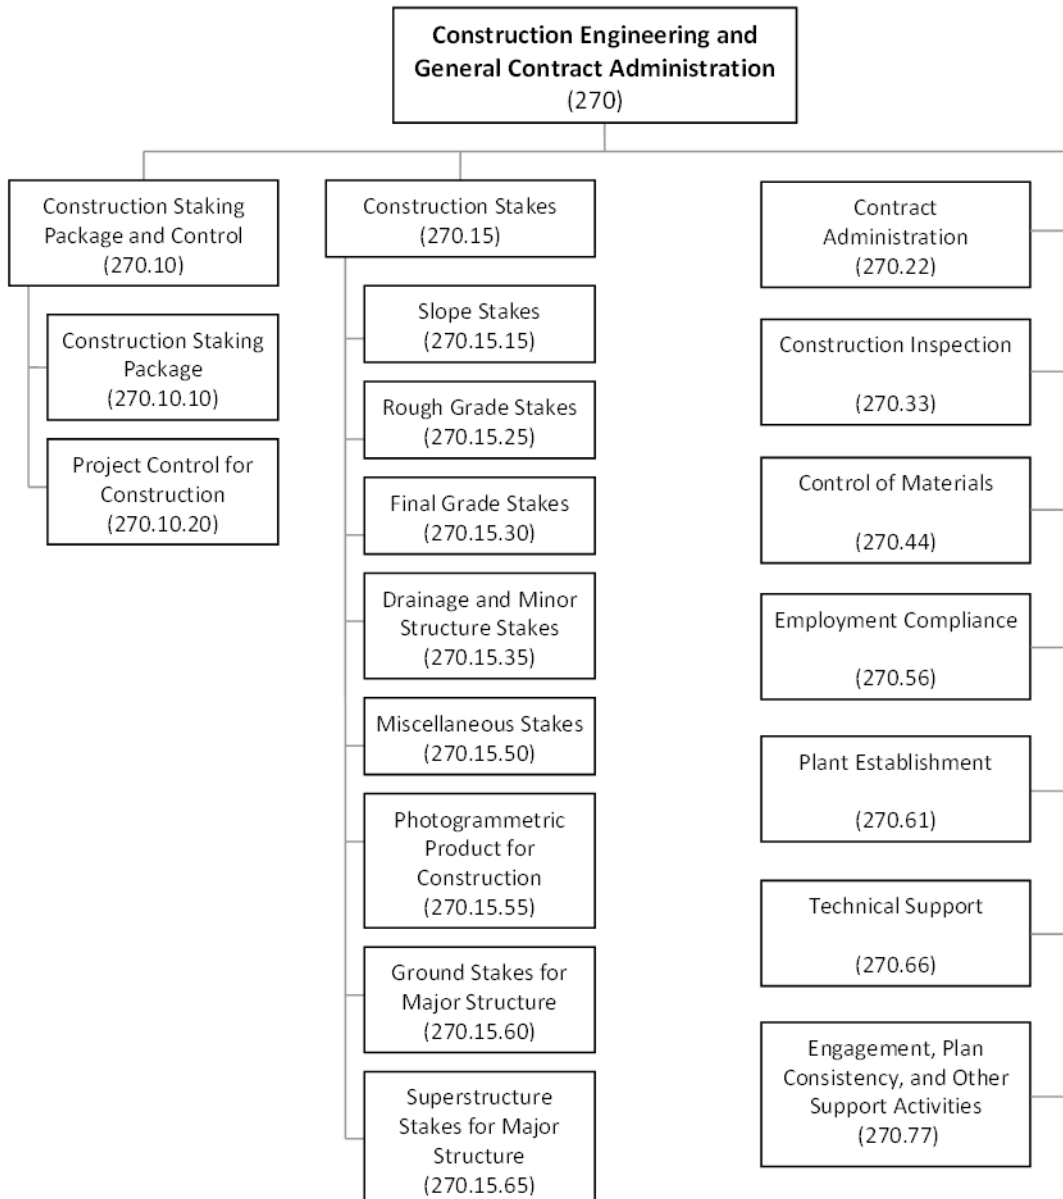 Construction Engineering and
General Contract Administration
(270)
Construction Staking
Package and Control
(270.10)
Construction Staking
Package
(270.10.10)
Project Control for
Construction
(270.10.20)
Construction Stakes
(270.15)
Slope Stakes
(270.15.15)
Rough Grade Stakes
(270.15.25)
Final Grade Stakes
(270.15.30)
Drainage and Minor
Structure Stakes
(270.15.35)
Miscellaneous Stakes
(270.15.50)
Photogrammetric
Product for
Construction
(270.15.55)
Ground Stakes for
Major Structure
(270.15.60)
Superstructure
Stakes for Major
Structure
(270.15.65)
Contract
Administration
(270.22)
Construction Inspection
(270.33)
Control of Materials
(270.44)
Employment Compliance
(270.56)
Plant Establishment
(270.61)
Technical Support
(270.66)
Engagement, Plan
Consistency, and Other
Support Activities
(270.77)